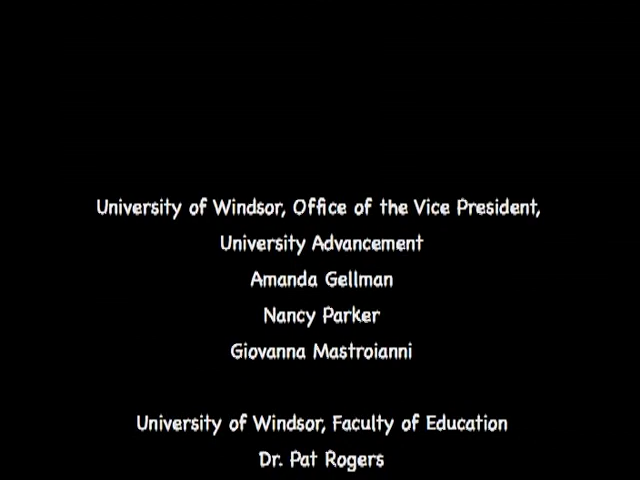 University of Windsor, Office of the Vice President,
University Advancement
Amanda Gellman
Nancy Parker
Giovanna Mastroianni
University of Windsor, Faculty of Education
Dr. Pat Rogers